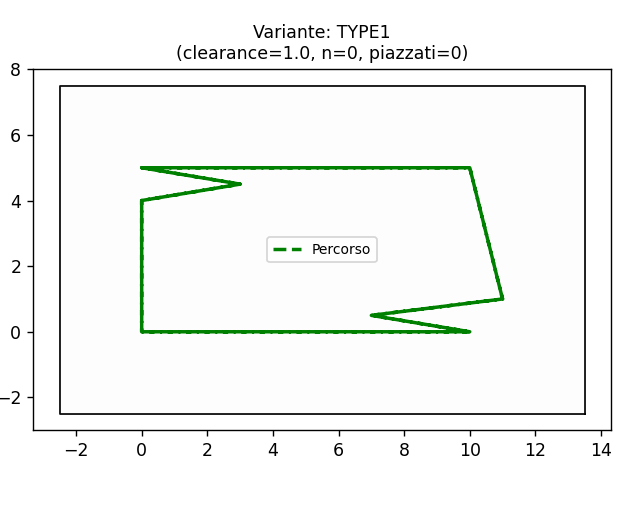 Variante: TYPE1
(clearance=1.0, n=0, piazzati=0)
8
6
4
2
0
−2
Percorso
−2 0 2 4 6 8 10 12 14